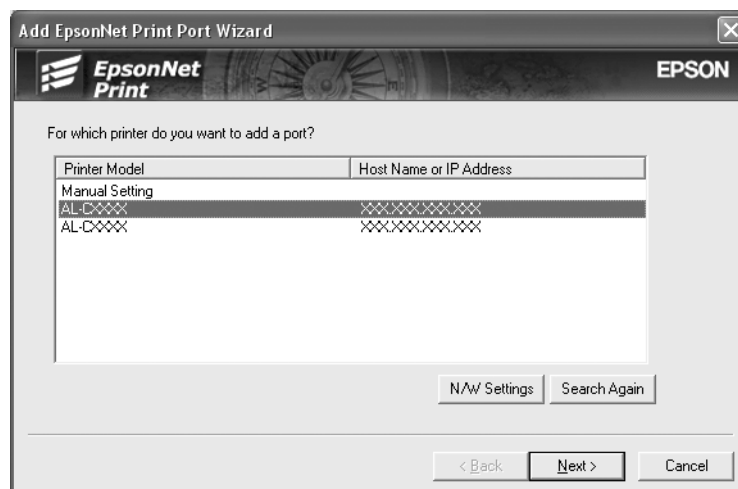 Add EpsonNet Print Port Wizard
EpsonNet
Print
EPSON
For which printer do you want to add a port?
Printer Model Host Name or IP Address
Manual Setting
AL-CXXXX XXX.XXX.XXX.XXX
AL-CXXXX XXX.XXX.XXX.XXX
N/W Settings Search Again
< Back Next > Cancel